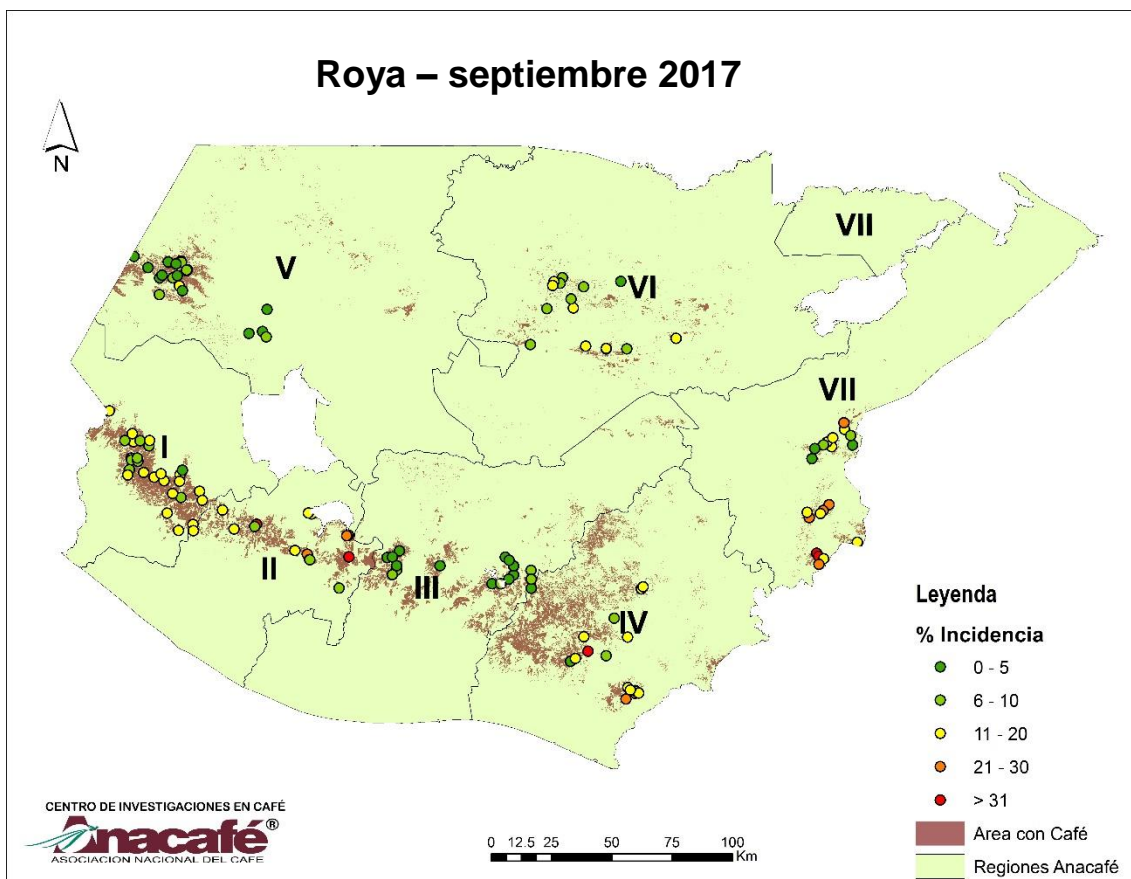 Roya – septiembre 2017
N
V
VI
VII
VII
I
II
III
IV
Leyenda
% Incidencia
0 - 5
6 - 10
11 - 20
21 - 30
> 31
Area con Café
Regiones Anacafé
CENTRO DE INVESTIGACIONES EN CAFÉ
Anacafé®
ASOCIACION NACIONAL DEL CAFE
0 12.5 25 50 75 100
Km